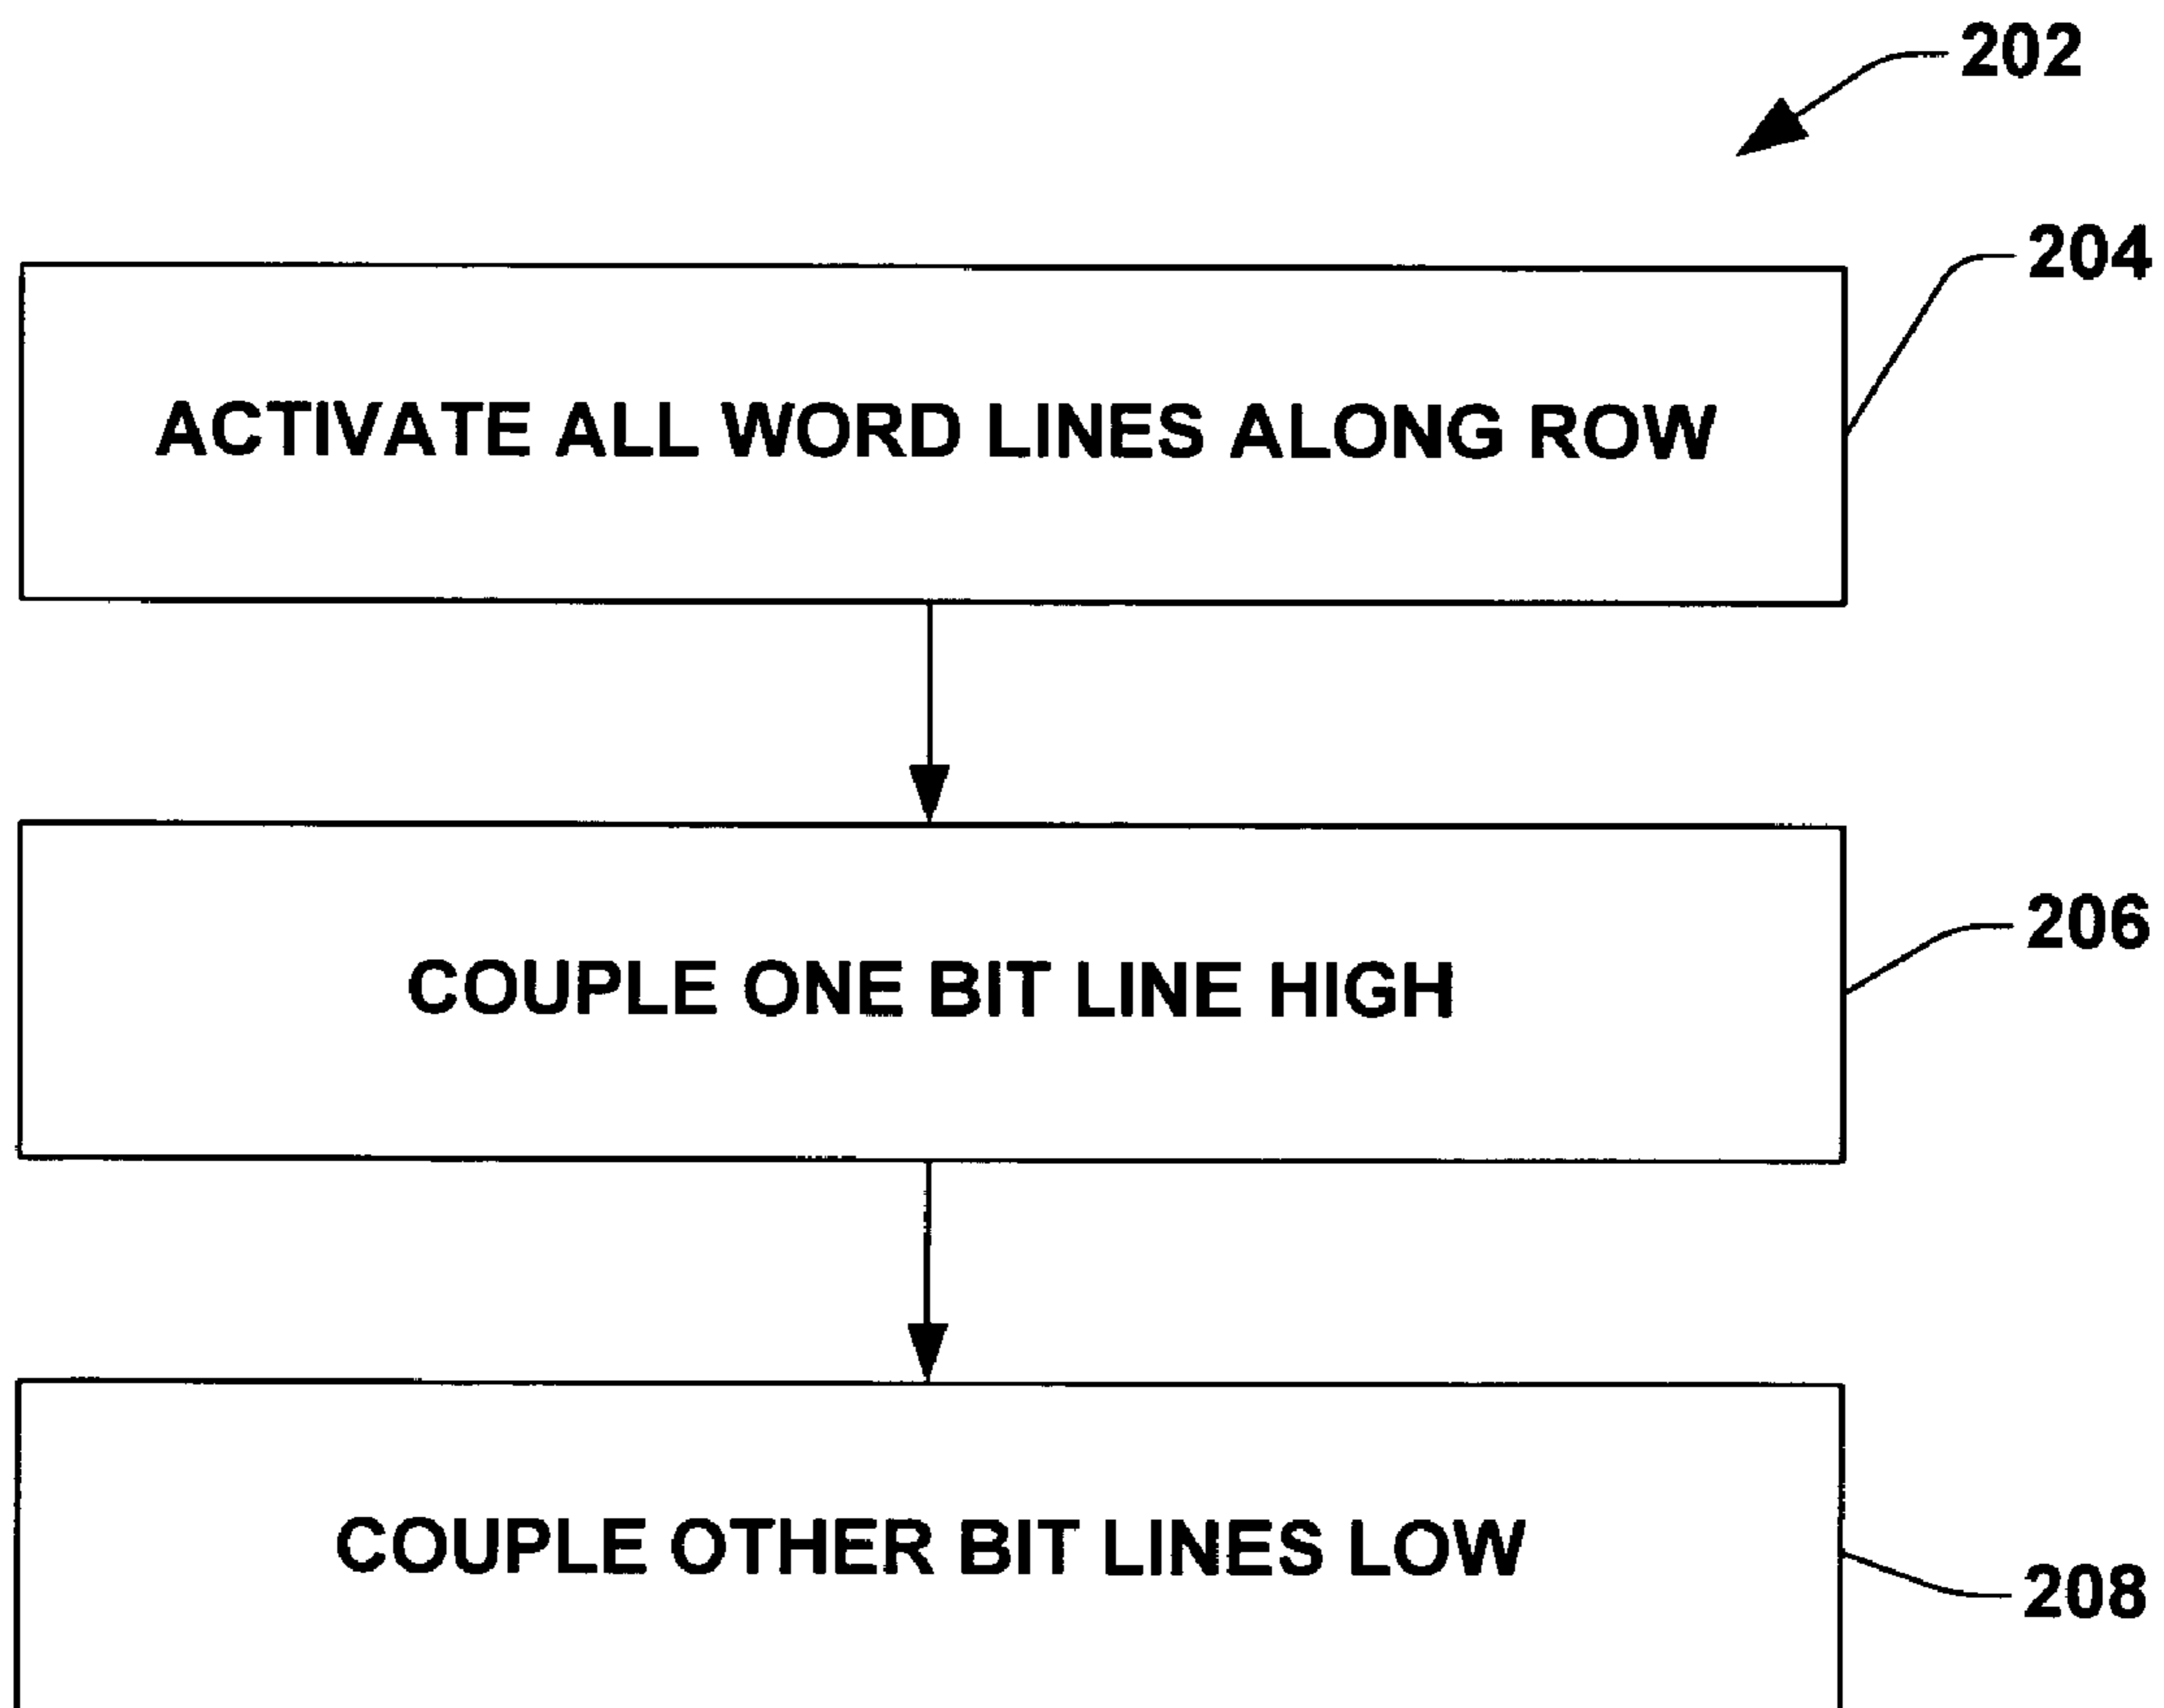 202
204
ACTIVATE ALL WORD LINES ALONG ROW
206
COUPLE ONE BIT LINE HIGH
COUPLE OTHER BIT LINES LOW
208